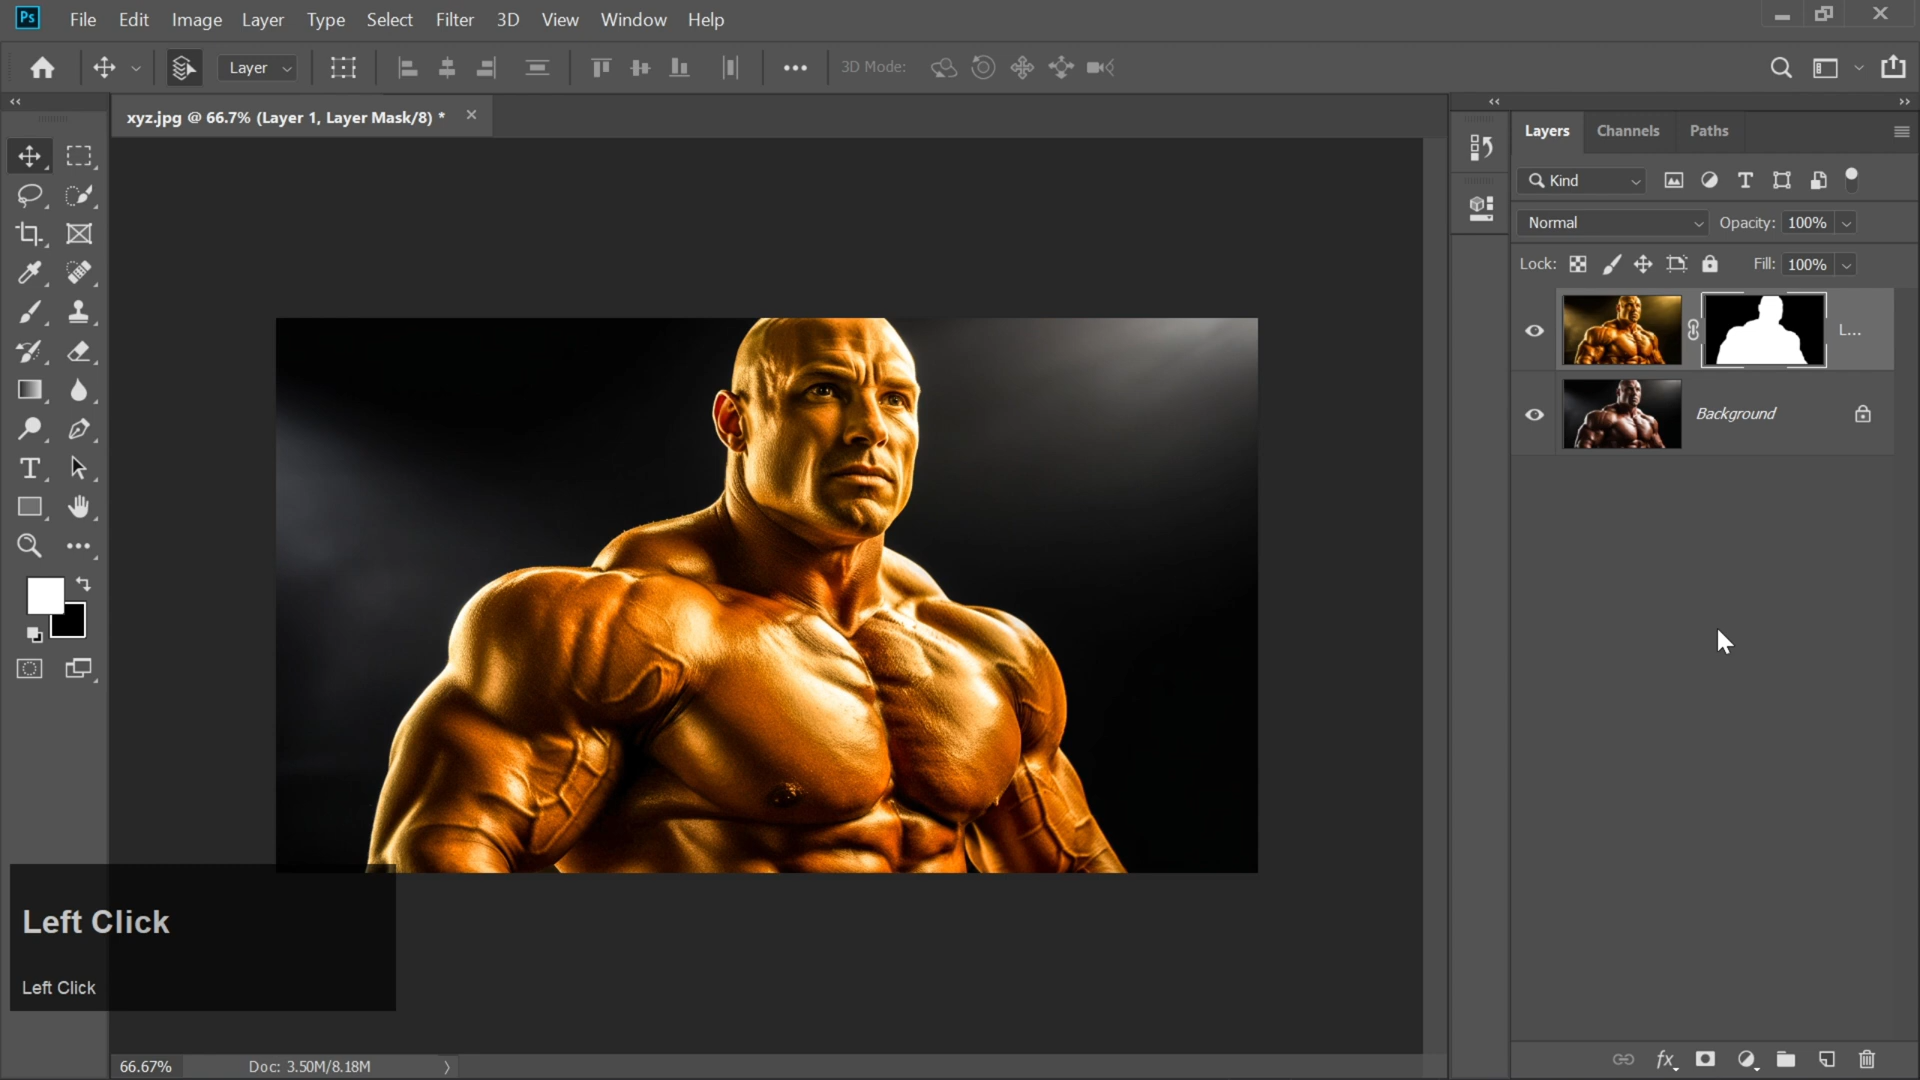 Ps File Edit Image Layer Type Select Filter 3D View Window Help
Layer 3D Mode:
xyz.jpg @ 66.7% (Layer 1, Layer Mask/8) *
Layers Channels Paths
Kind
Normal Opacity: 100%
Lock: Fill: 100%
L...
Background
Left Click
Left Click
66.67% Doc: 3.50M/8.18M
fx